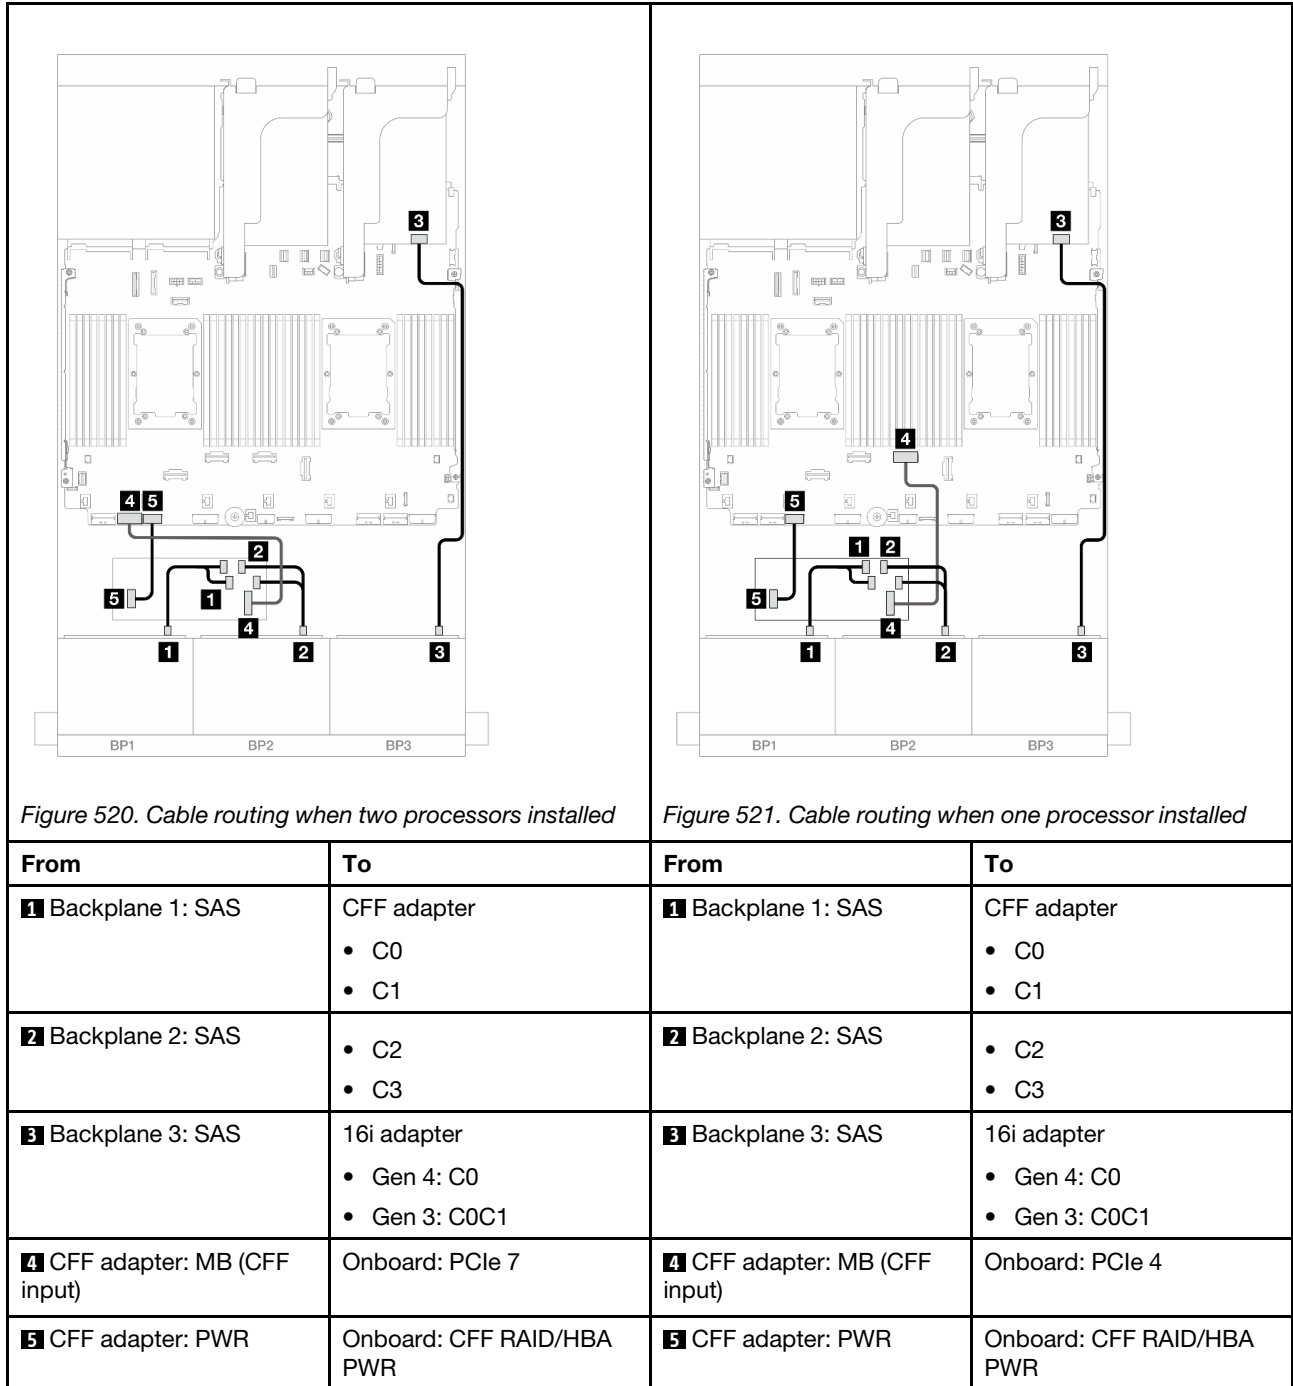 3
4 5
2
5 1
4
1 2 3
BP1 BP2 BP3
Figure 520. Cable routing when two processors installed
3
4
5
1 2
5
4
1 2 3
BP1 BP2 BP3
Figure 521. Cable routing when one processor installed
From To From To
1 Backplane 1: SAS CFF adapter 1 Backplane 1: SAS CFF adapter
• C0 • C0
• C1 • C1
2 Backplane 2: SAS • C2 2 Backplane 2: SAS • C2
• C3 • C3
3 Backplane 3: SAS 16i adapter 3 Backplane 3: SAS 16i adapter
• Gen 4: C0 • Gen 4: C0
• Gen 3: C0C1 • Gen 3: C0C1
4 CFF adapter: MB (CFF Onboard: PCIe 7 4 CFF adapter: MB (CFF Onboard: PCIe 4
input) input)
5 CFF adapter: PWR Onboard: CFF RAID/HBA 5 CFF adapter: PWR Onboard: CFF RAID/HBA
PWR PWR